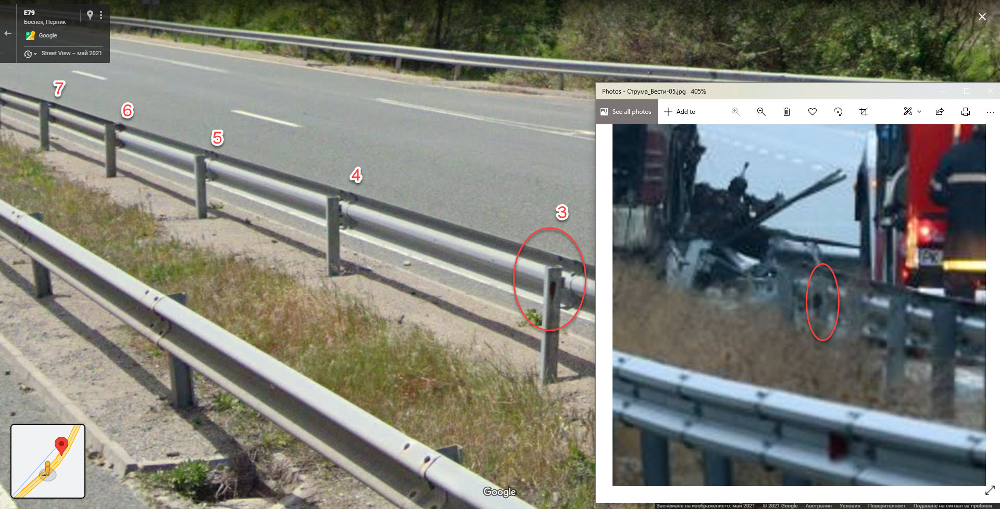 E79
Боснек, Перник
Google
Street View – май 2021
7
6
5
4
3
Photos - Струма_Вести-05.jpg 405%
See all photos
Add to
Google
Заснемане на изображението: май 2021 © 2021 Google Австралия Условия Поверителност Подаване на сигнал за проблем